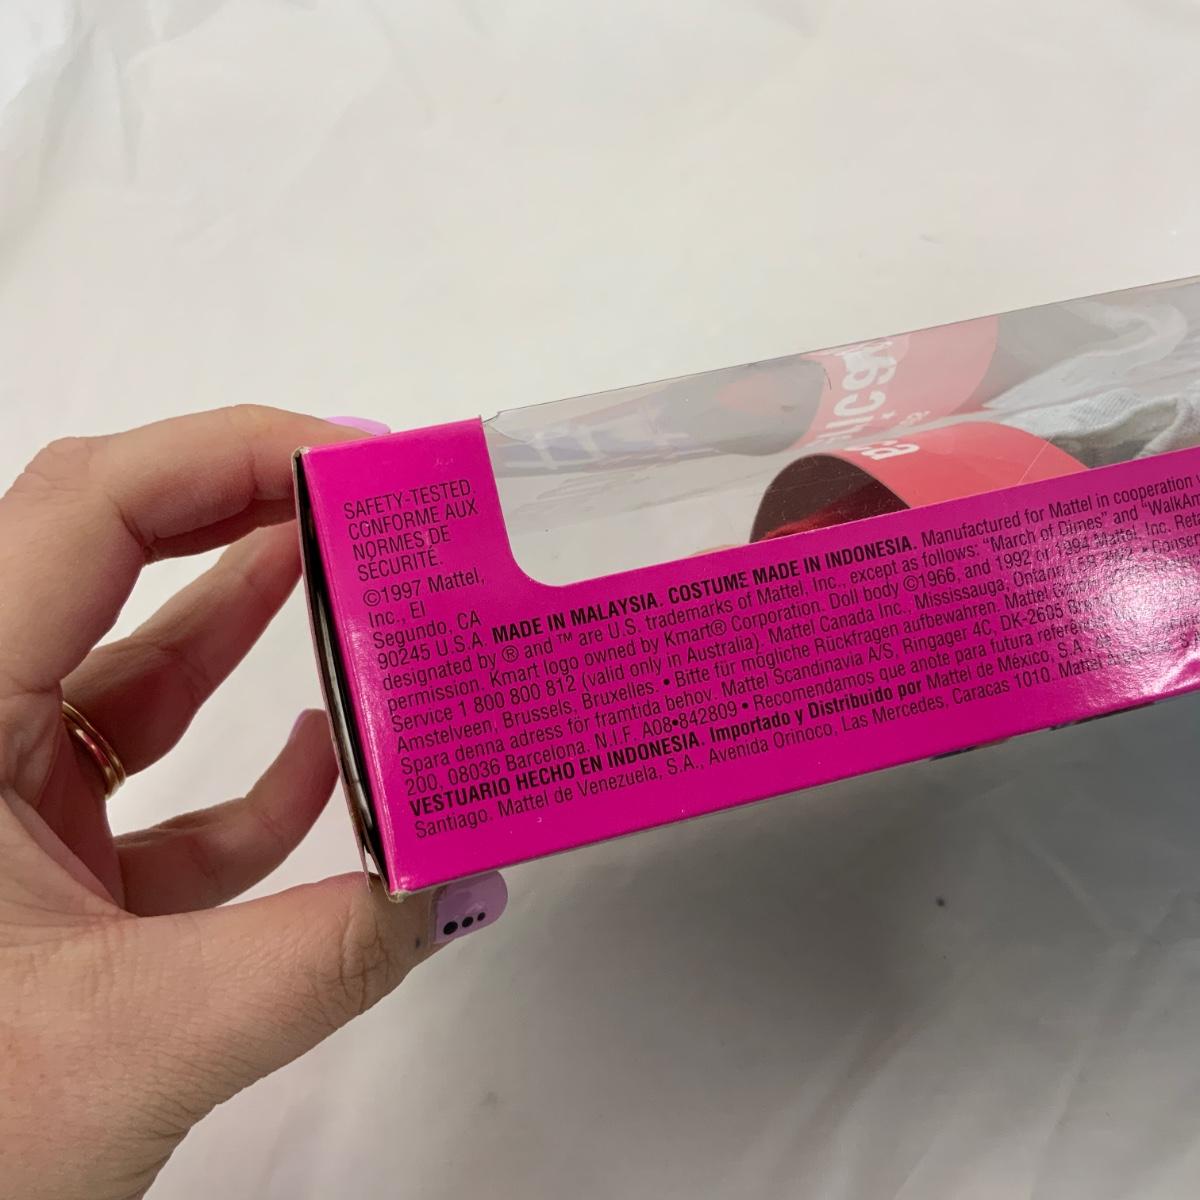 SAFETY-TESTED.
CONFORME AUX
NORMES DE
SÉCURITÉ.
©1997 Mattel,
Inc., El
Segundo, CA
90245 U.S.A. MADE IN MALAYSIA. COSTUME MADE IN INDONESIA. Manufactured for Mattel in cooperation
designated by ® and ™ are U.S. trademarks of Mattel, Inc., except as follows: "March of Dimes" and "WalkAm
permission. Kmart logo owned by Kmart® Corporation. Doll body ©1966, and 1992 or 1994 Mattel, Inc. Reta
Service 1 800 800 812 (valid only in Australia). Mattel Canada Inc., Mississauga, Ontario
Amstelveen, Brussels, Bruxelles. • Bitte für mögliche Rückfragen aufbewahren. Mattel
Spara denna adress för framtida behov. Mattel Scandinavia A/S, Ringager 4C, DK-2605
200, 08036 Barcelona. N.I.F. A08•842809 • Recomendamos que anote para futura
VESTUARIO HECHO EN INDONESIA. Importado y Distribuido por Mattel de México, S.A.
Santiago. Mattel de Venezuela, S.A., Avenida Orinoco, Las Mercedes, Caracas 1010. Mattel